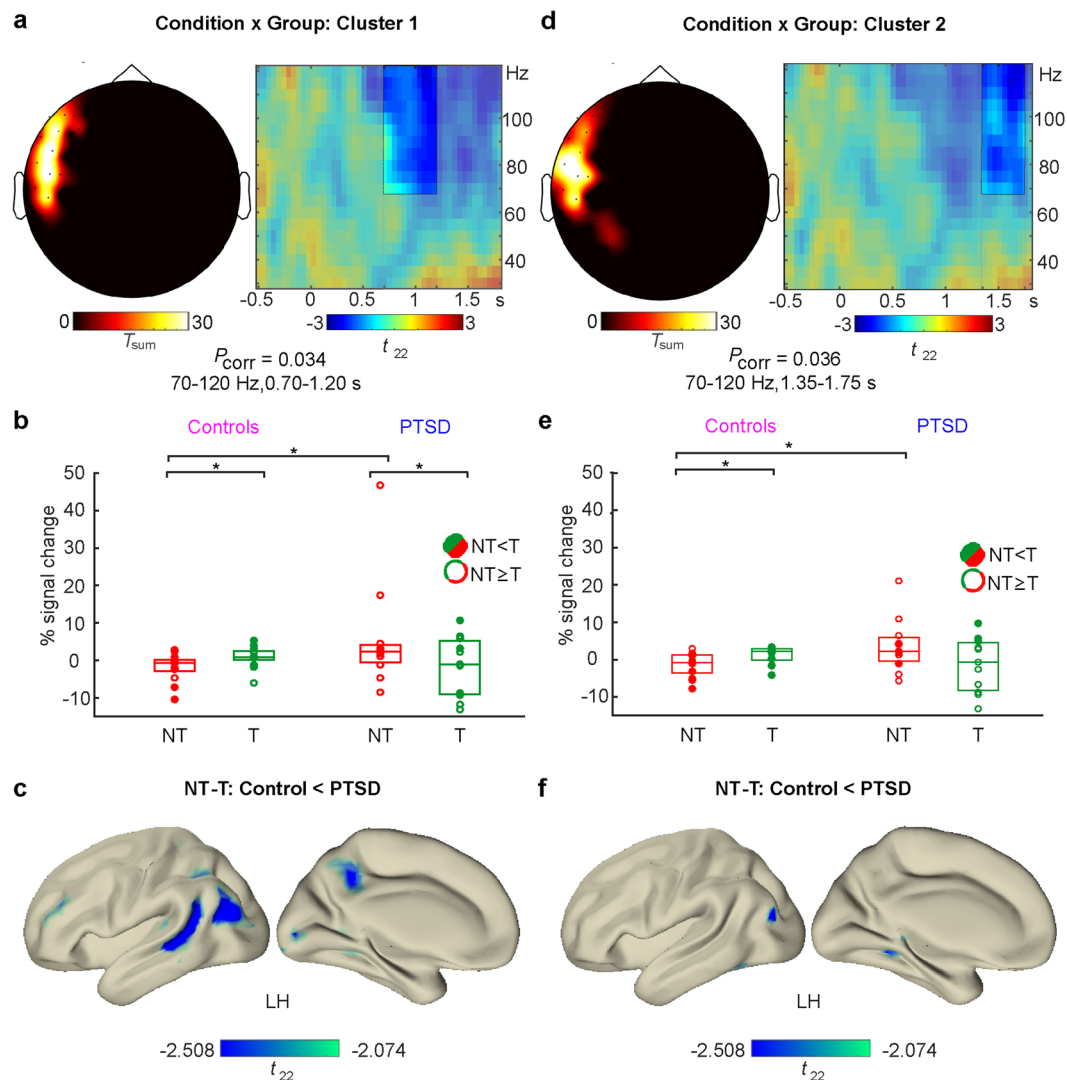 a Condition x Group: Cluster 1
Hz
100
80
60
40
-0.5 0 0.5 1 1.5 s
0 30
Tsum
-3 3
t 22
Pcorr = 0.034
70-120 Hz,0.70-1.20 s
d Condition x Group: Cluster 2
Hz
100
80
60
40
-0.5 0 0.5 1 1.5 s
0 30
Tsum
-3 3
t 22
Pcorr = 0.036
70-120 Hz,1.35-1.75 s
b
Controls PTSD
* * *
% signal change
50
40
30
20
10
0
-10
NT<T
NT≥T
NT T NT T
e
Controls PTSD
* *
% signal change
50
40
30
20
10
0
-10
NT<T
NT≥T
NT T NT T
c NT-T: Control < PTSD
LH
-2.508 -2.074
t 22
f NT-T: Control < PTSD
LH
-2.508 -2.074
t 22